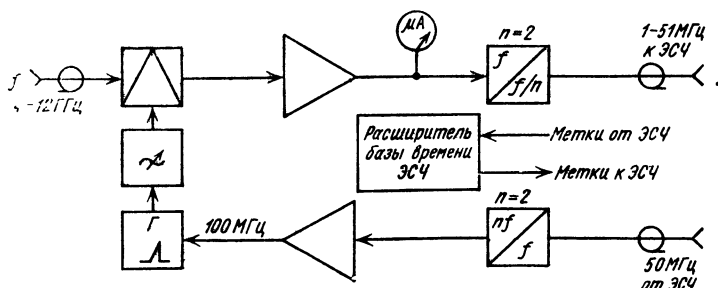 μA
n=2
1-51МГц
к ЭСЧ
f
f
f/n
-12ГГц
Расширитель
базы времени
ЭСЧ
Метки от ЭСЧ
Метки к ЭСЧ
n=2
Г
100 МГц
nf
f
50МГц
от ЭСЧ